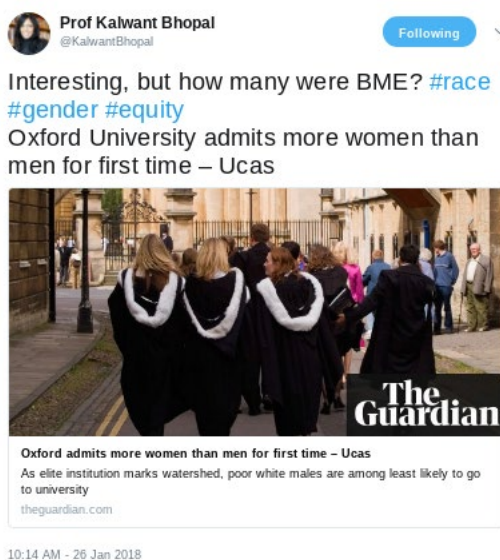 Prof Kalwant Bhopal
@KalwantBhopal
Following
Interesting, but how many were BME? #race
#gender #equity
Oxford University admits more women than
men for first time – Ucas
The
Guardian
Oxford admits more women than men for first time – Ucas
As elite institution marks watershed, poor white males are among least likely to go
to university
theguardian.com
10:14 AM - 26 Jan 2018